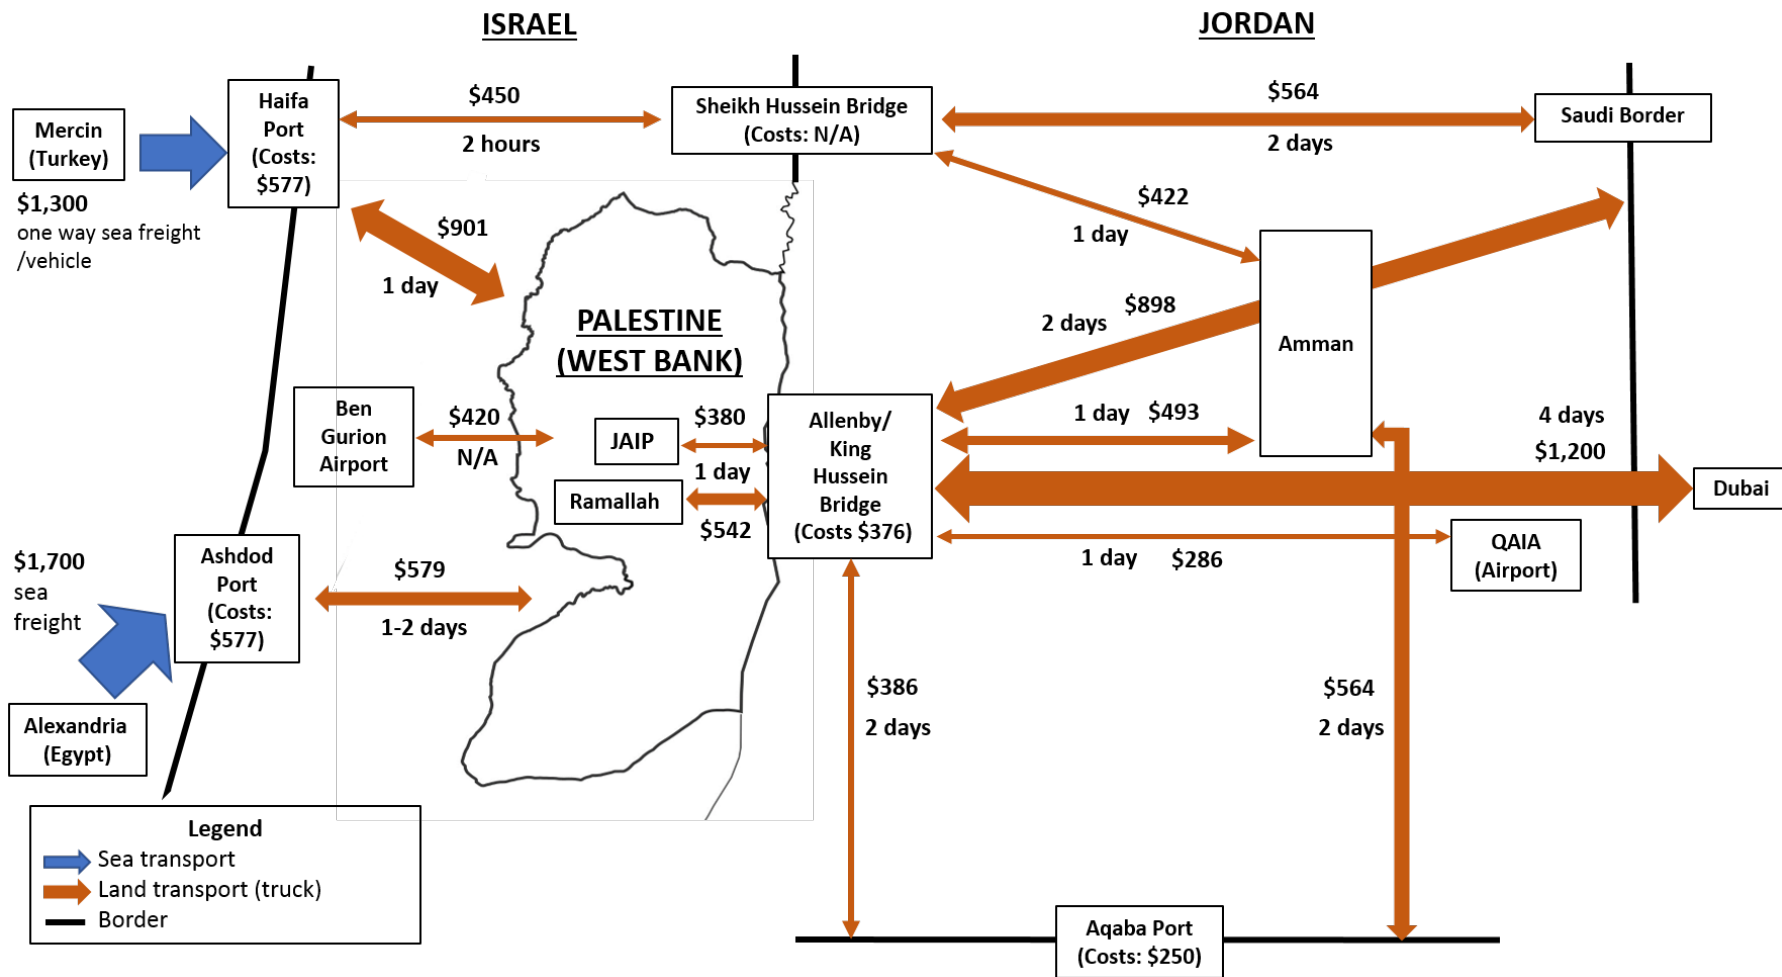 ISRAEL
JORDAN
Mercin
(Turkey)
$1,300
one way sea freight
/vehicle
Haifa
Port
(Costs:
$577)
$450
2 hours
Sheikh Hussein Bridge
(Costs: N/A)
$564
2 days
Saudi Border
$901
1 day
$422
1 day
PALESTINE
(WEST BANK)
2 days
$898
Amman
Ben
Gurion
Airport
$420
N/A
JAIP
$380
1 day
Ramallah
$542
Allenby/
King
Hussein
Bridge
(Costs $376)
1 day $493
4 days
$1,200
Dubai
1 day $286
QAIA
(Airport)
$1,700
sea
freight
Ashdod
Port
(Costs:
$577)
$579
1-2 days
Alexandria
(Egypt)
$386
2 days
$564
2 days
Legend
Sea transport
Land transport (truck)
Border
Aqaba Port
(Costs: $250)